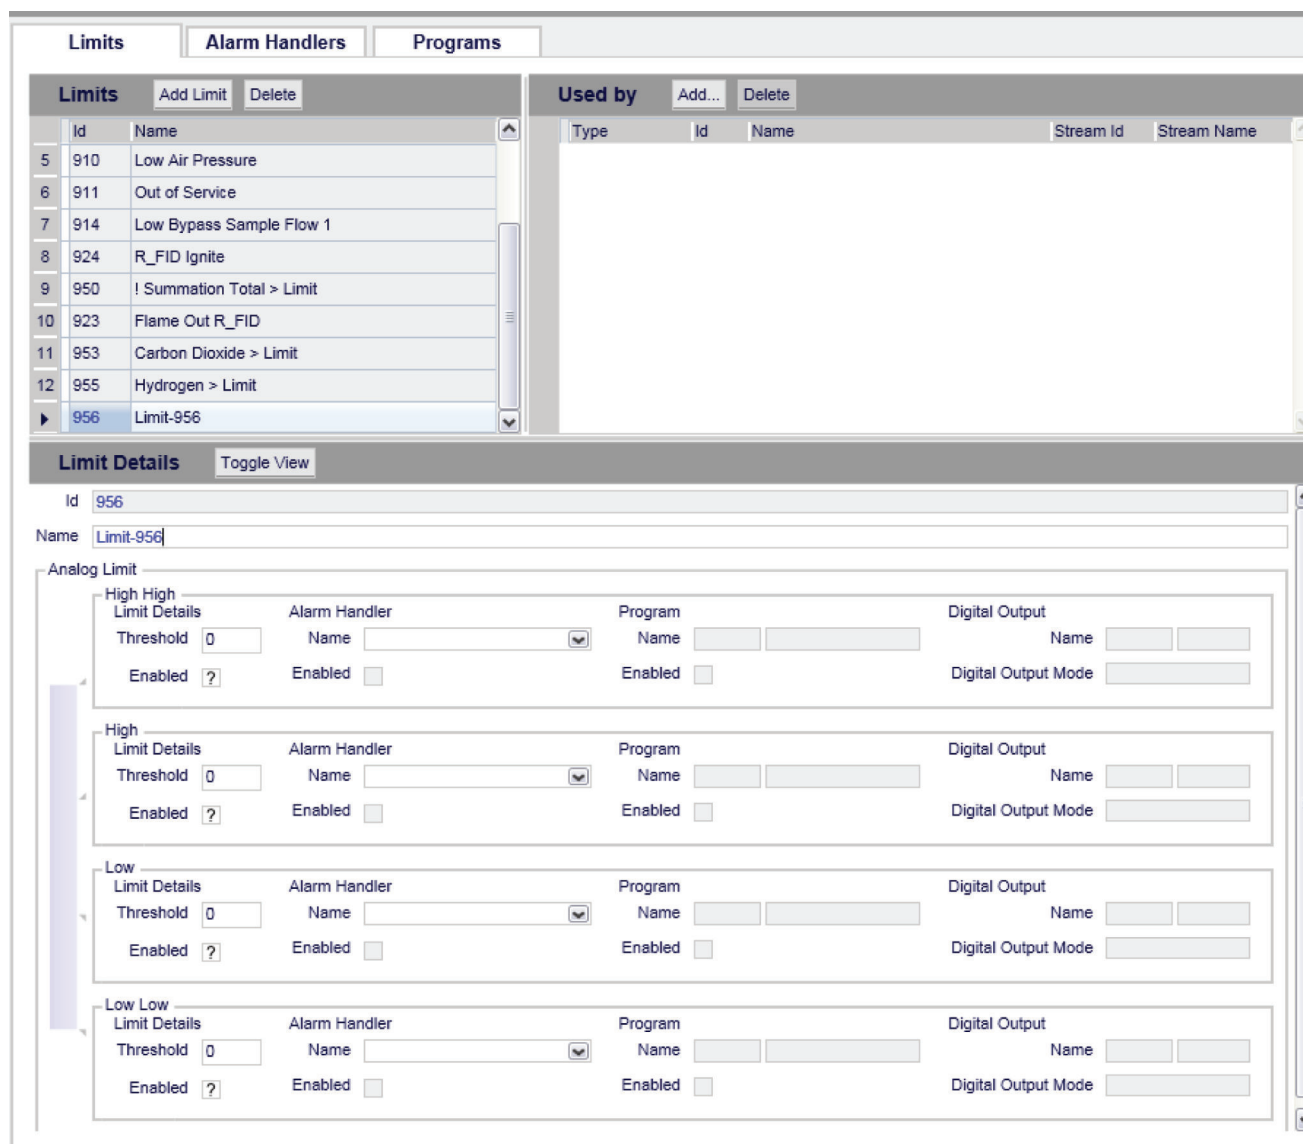 Limits Alarm Handlers Programs
Limits Add Limit Delete Used by Add... Delete
Id Name Type Id Name Stream Id Stream Name
5 910 Low Air Pressure
6 911 Out of Service
7 914 Low Bypass Sample Flow 1
8 924 R_FID Ignite
9 950 ! Summation Total > Limit
10 923 Flame Out R_FID
11 953 Carbon Dioxide > Limit
12 955 Hydrogen > Limit
956 Limit-956
Limit Details Toggle View
Id 956
Name Limit-956
Analog Limit
High High
Limit Details Alarm Handler Program Digital Output
Threshold 0 Name Name Name
Enabled ? Enabled Enabled Digital Output Mode
High
Limit Details Alarm Handler Program Digital Output
Threshold 0 Name Name Name
Enabled ? Enabled Enabled Digital Output Mode
Low
Limit Details Alarm Handler Program Digital Output
Threshold 0 Name Name Name
Enabled ? Enabled Enabled Digital Output Mode
Low Low
Limit Details Alarm Handler Program Digital Output
Threshold 0 Name Name Name
Enabled ? Enabled Enabled Digital Output Mode